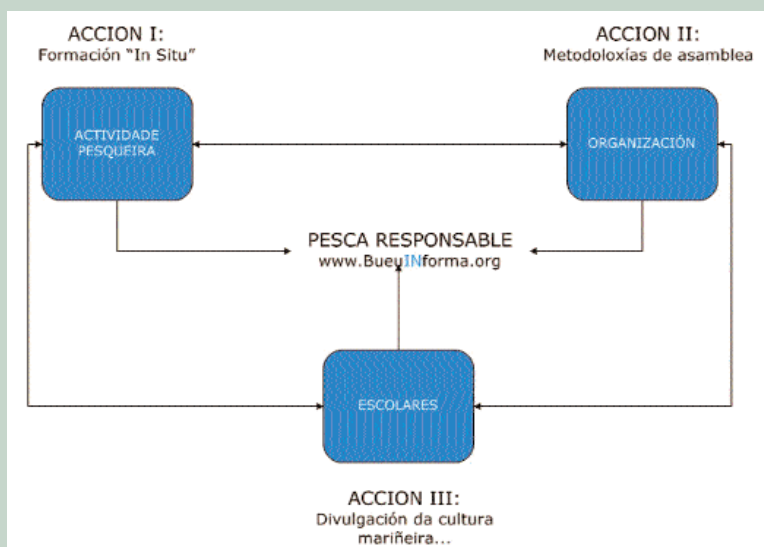 ACCION I:
Formación “In Situ”
ACCION II:
Metodoloxías de asamblea
ACTIVIDADE
PESQUEIRA
ORGANIZACIÓN
PESCA RESPONSABLE
www.BueuINforma.org
ESCOLARES
ACCION III:
Divulgación da cultura
mariñeira...